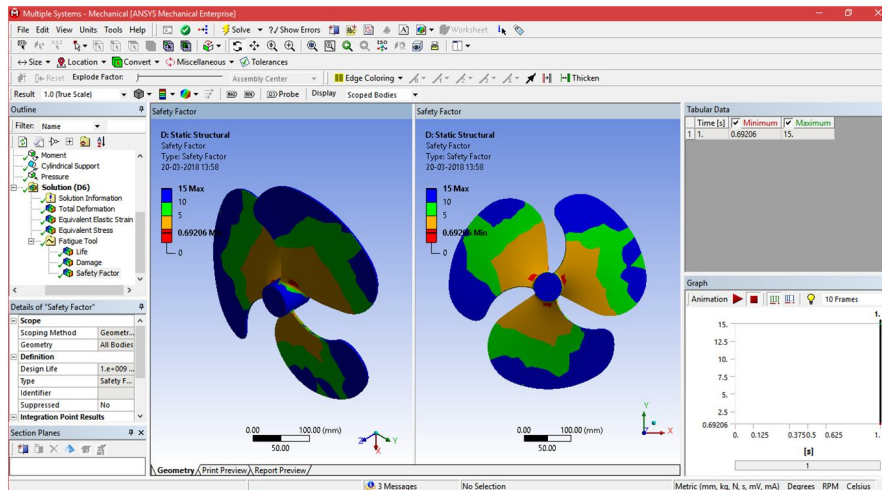 Multiple Systems - Mechanical [ANSYS Mechanical Enterprise]
File Edit View Units Tools Help Solve ?/ Show Errors Worksheet
Size Location Convert Miscellaneous Tolerances
Reset Explode Factor: Assembly Center Edge Coloring Thicken
Result 1.0 (True Scale) Probe Display Scoped Bodies
Outline
Filter: Name
Moment
Cylindrical Support
Pressure
Solution (D6)
Solution Information
Total Deformation
Equivalent Elastic Strain
Equivalent Stress
Fatigue Tool
Life
Damage
Safety Factor
Details of "Safety Factor"
Scope
Scoping Method Geometr...
Geometry All Bodies
Definition
Design Life 1.e+009 ...
Type Safety F...
Identifier
Suppressed No
Integration Point Results
Section Planes
Safety Factor
D: Static Structural
Safety Factor
Type: Safety Factor
20-03-2018 13:58
15 Max
10
5
0.69206 Min
0
0.00 100.00 (mm)
50.00
Z Y X
Safety Factor
D: Static Structural
Safety Factor
Type: Safety Factor
20-03-2018 13:58
15 Max
10
5
0.69206 Min
0
0.00 100.00 (mm)
50.00
Y
Z X
Geometry Print Preview Report Preview
Tabular Data
Time [s] Minimum Maximum
1 1. 0.69206 15.
Graph
Animation 10 Frames
1.
15.
12.5
10.
7.5
5.
2.5
0.69206
0. 0.125 0.3750.5 0.625 1.
[s]
1
3 Messages No Selection Metric (mm, kg, N, s, mV, mA) Degrees RPM Celsius